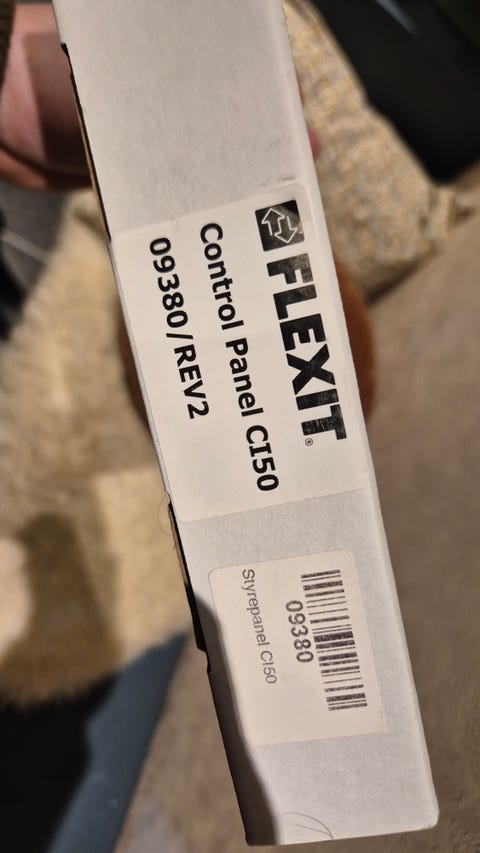 FLEXIT®
Control Panel CI50
09380/REV2
09380
Styrepanel CI50